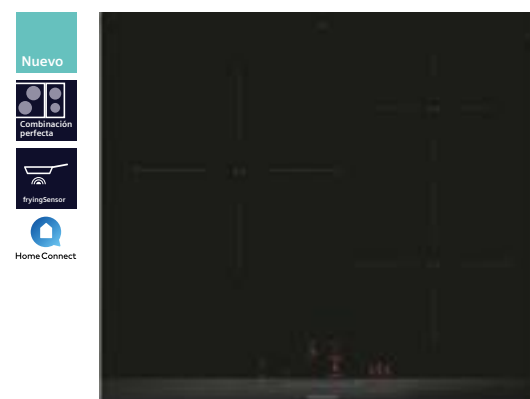 Nuevo
Combinación
perfecta
fryingSensor
Home Connect